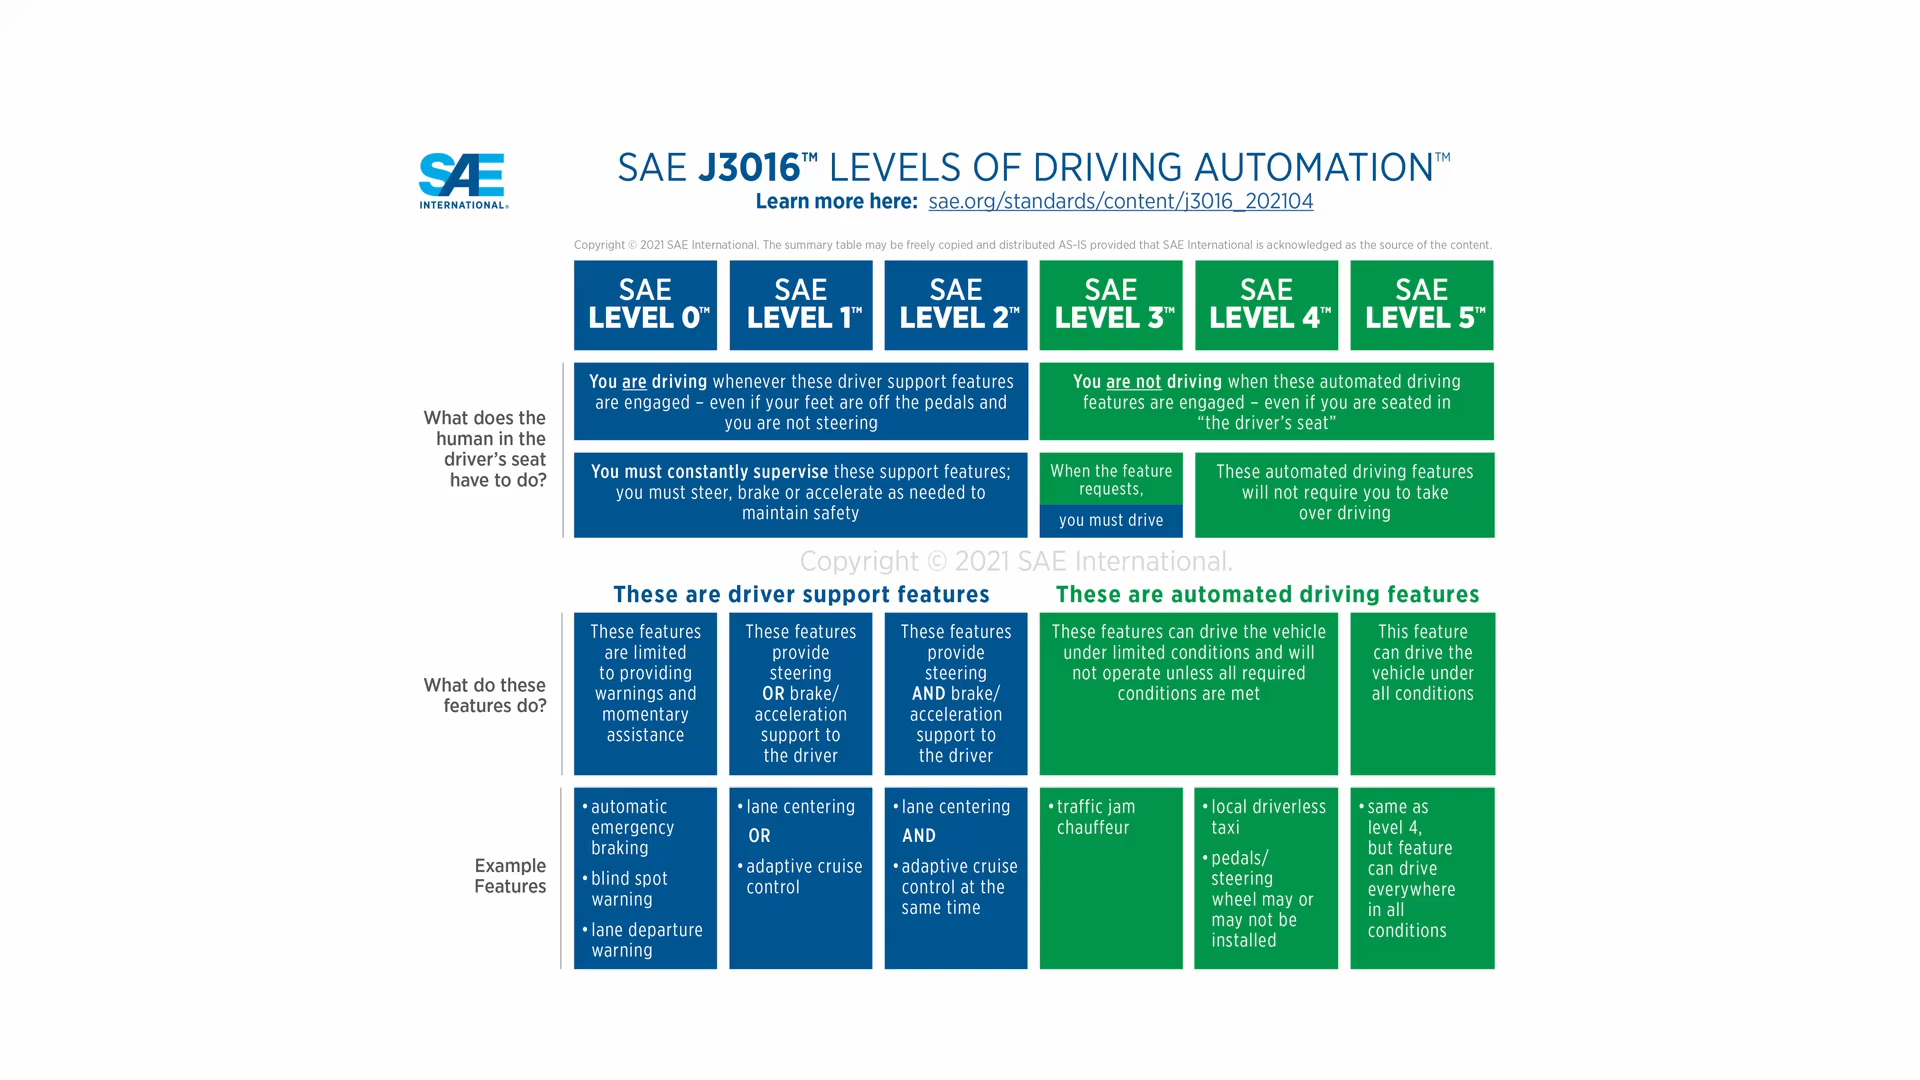 SAE
INTERNATIONAL®
SAE J3016™ LEVELS OF DRIVING AUTOMATION™
Learn more here: sae.org/standards/content/j3016_202104
Copyright © 2021 SAE International. The summary table may be freely copied and distributed AS-IS provided that SAE International is acknowledged as the source of the content.
SAE
LEVEL 0™
SAE
LEVEL 1™
SAE
LEVEL 2™
SAE
LEVEL 3™
SAE
LEVEL 4™
SAE
LEVEL 5™
What does the
human in the
driver's seat
have to do?
You are driving whenever these driver support features
are engaged – even if your feet are off the pedals and
you are not steering
You are not driving when these automated driving
features are engaged – even if you are seated in
“the driver's seat”
You must constantly supervise these support features;
you must steer, brake or accelerate as needed to
maintain safety
When the feature
requests,
you must drive
These automated driving features
will not require you to take
over driving
Copyright © 2021 SAE International.
These are driver support features
These are automated driving features
What do these
features do?
These features
are limited
to providing
warnings and
momentary
assistance
These features
provide
steering
OR brake/
acceleration
support to
the driver
These features
provide
steering
AND brake/
acceleration
support to
the driver
These features can drive the vehicle
under limited conditions and will
not operate unless all required
conditions are met
This feature
can drive the
vehicle under
all conditions
Example
Features
• automatic
emergency
braking
• blind spot
warning
• lane departure
warning
• lane centering
OR
• adaptive cruise
control
• lane centering
AND
• adaptive cruise
control at the
same time
• traffic jam
chauffeur
• local driverless
taxi
• pedals/
steering
wheel may or
may not be
installed
• same as
level 4,
but feature
can drive
everywhere
in all
conditions